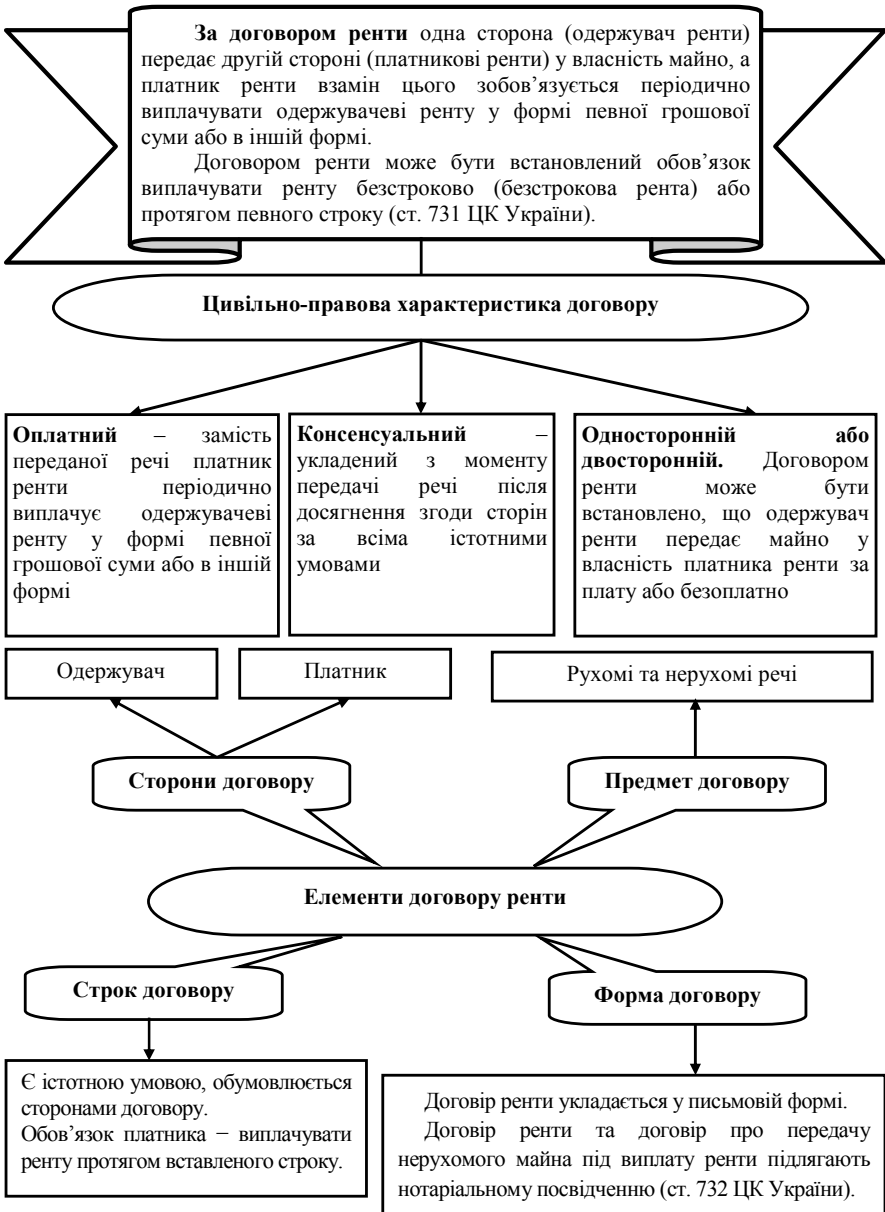 За договором ренти одна сторона (одержувач ренти)
передає другій стороні (платникові ренти) у власність майно, а
платник ренти взамін цього зобов’язується періодично
виплачувати одержувачеві ренту у формі певної грошової
суми або в іншій формі.
Договором ренти може бути встановлений обов’язок
виплачувати ренту безстроково (безстрокова рента) або
протягом певного строку (ст. 731 ЦК України).
Цивільно-правова характеристика договору
Оплатний – замість
переданої речі платник
ренти періодично
виплачує одержувачеві
ренту у формі певної
грошової суми або в іншій
формі
Консенсуальний –
укладений з моменту
передачі речі після
досягнення згоди сторін
за всіма істотними
умовами
Односторонній або
двосторонній. Договором
ренти може бути
встановлено, що одержувач
ренти передає майно у
власність платника ренти за
плату або безоплатно
Одержувач
Платник
Рухомі та нерухомі речі
Сторони договору
Предмет договору
Елементи договору ренти
Строк договору
Форма договору
Є істотною умовою, обумовлюється
сторонами договору.
Обов’язок платника − виплачувати
ренту протягом вставленого строку.
Договір ренти укладається у письмовій формі.
Договір ренти та договір про передачу
нерухомого майна під виплату ренти підлягають
нотаріальному посвідченню (ст. 732 ЦК України).